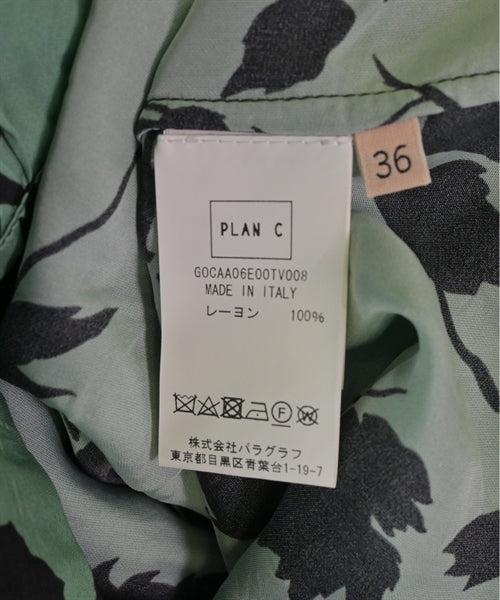 36
PLAN C
G0CAA06E00TV008
MADE IN ITALY
レーヨン 100%
F W
株式会社パラグラフ
東京都目黒区青葉台1-19-7